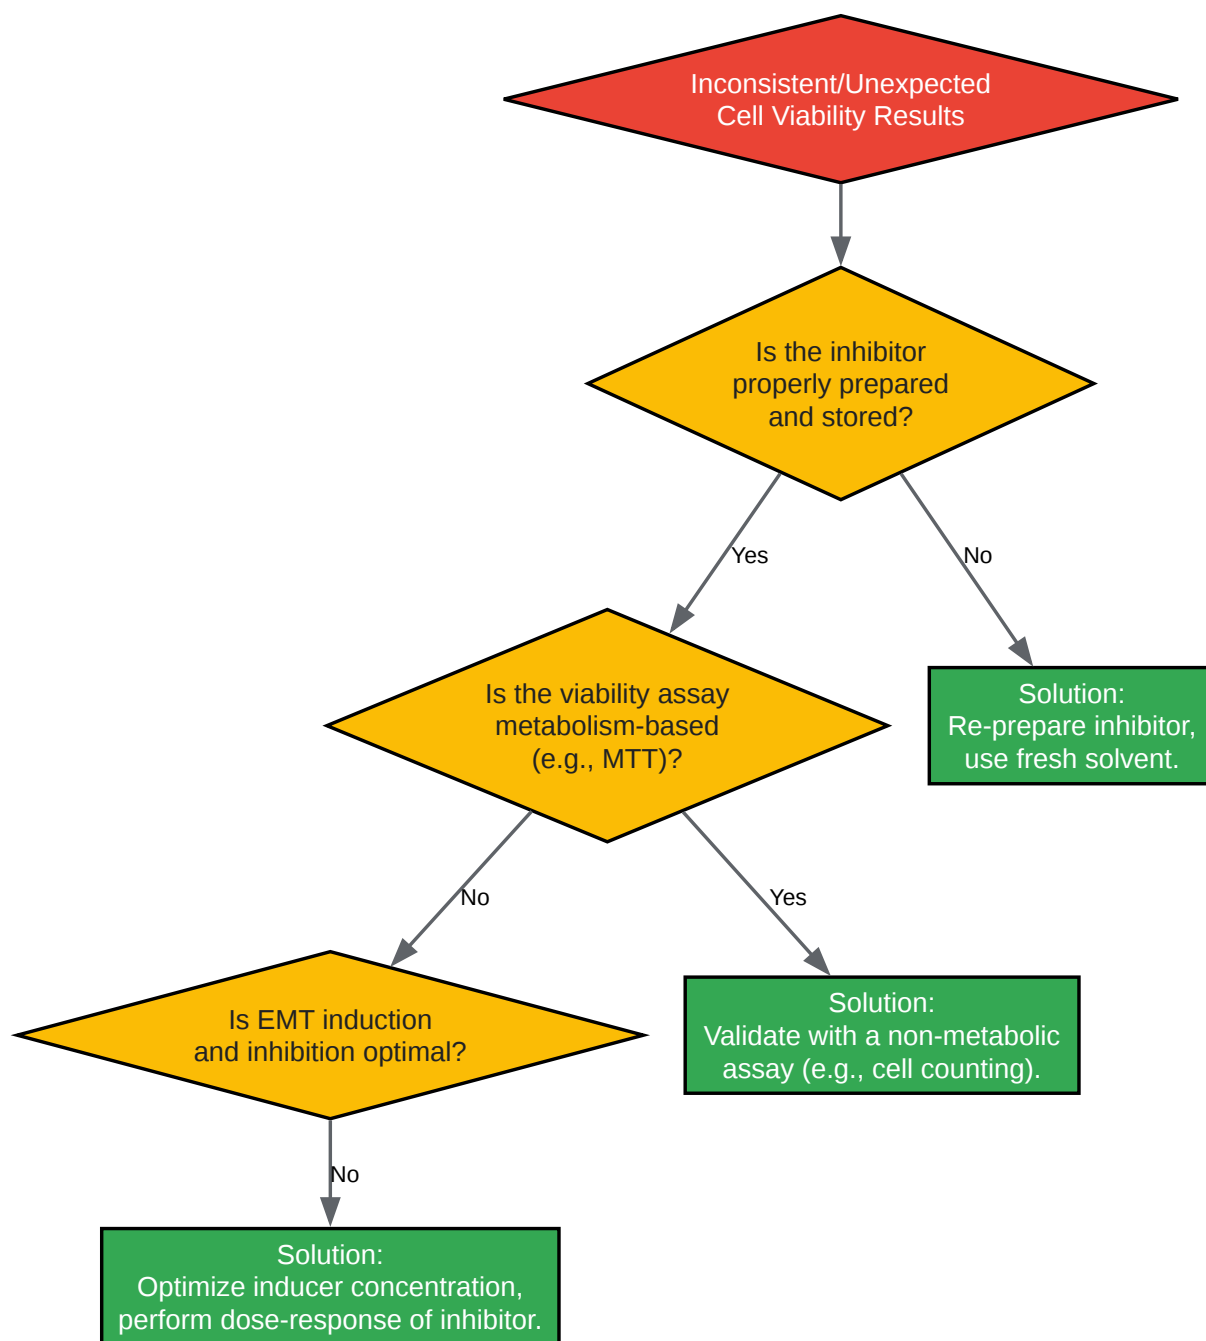 Inconsistent/Unexpected
Cell Viability Results
Is the inhibitor
properly prepared
and stored?
Yes
No
Is the viability assay
metabolism-based
(e.g., MTT)?
Solution:
Re-prepare inhibitor,
use fresh solvent.
No
Yes
Is EMT induction
and inhibition optimal?
Solution:
Validate with a non-metabolic
assay (e.g., cell counting).
No
Solution:
Optimize inducer concentration,
perform dose-response of inhibitor.